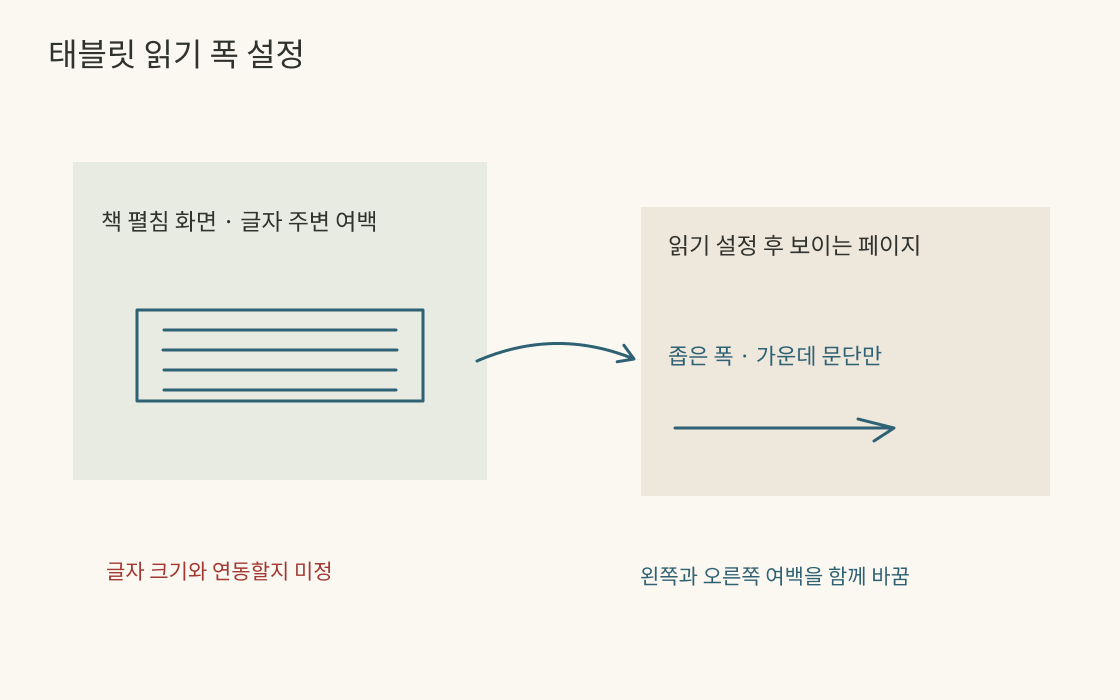 태블릿 읽기 폭 설정
책 펼침 화면 · 글자 주변 여백
읽기 설정 후 보이는 페이지
좁은 폭 · 가운데 문단만
글자 크기와 연동할지 미정
왼쪽과 오른쪽 여백을 함께 바꿈